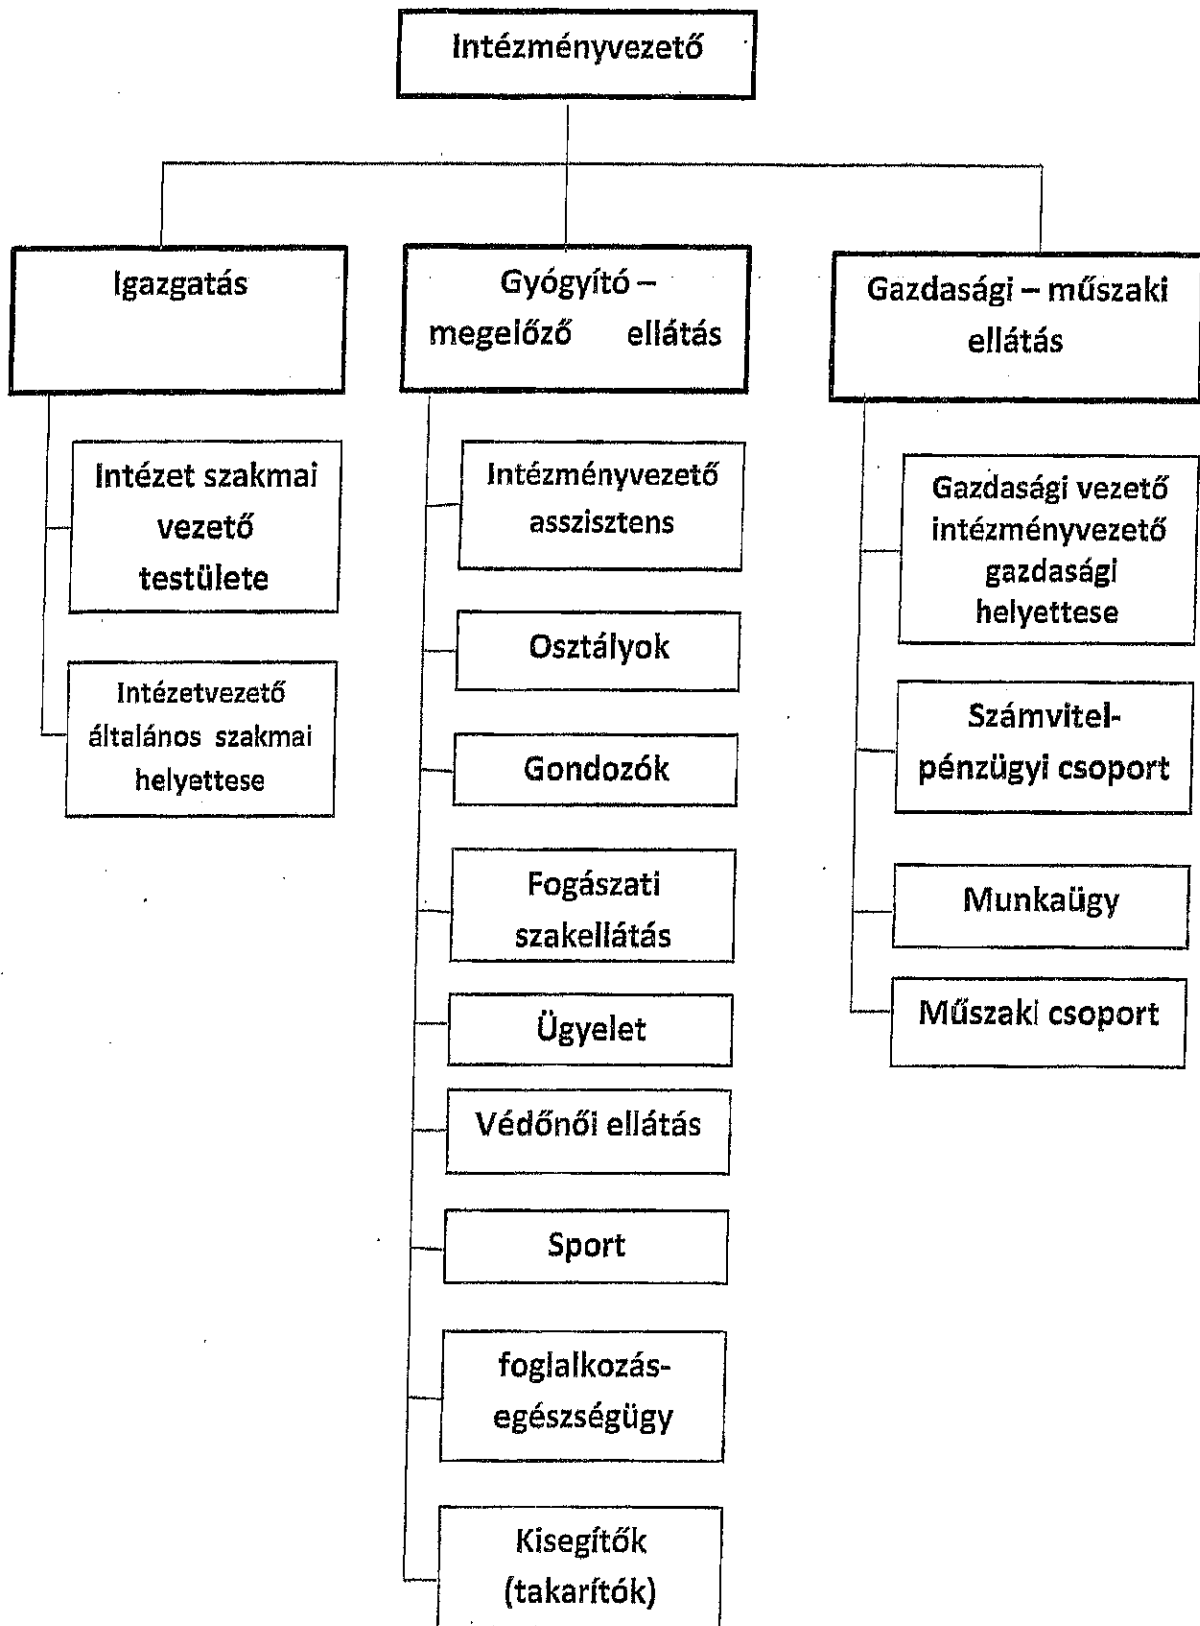 Intézményvezető
Igazgatás
Gyógyító –
megelőző ellátás
Gazdasági – műszaki
ellátás
Intézet szakmai
vezető
testülete
Intézetvezető
általános szakmai
helyettese
Intézményvezető
asszisztens
Osztályok
Gondozók
Fogászati
szakellátás
Ügyelet
Védőnői ellátás
Sport
foglalkozás-
egészségügy
Kisegítők
(takarítók)
Gazdasági vezető
intézményvezető
gazdasági
helyettese
Számvitel-
pénzügyi csoport
Munkaügy
Műszaki csoport